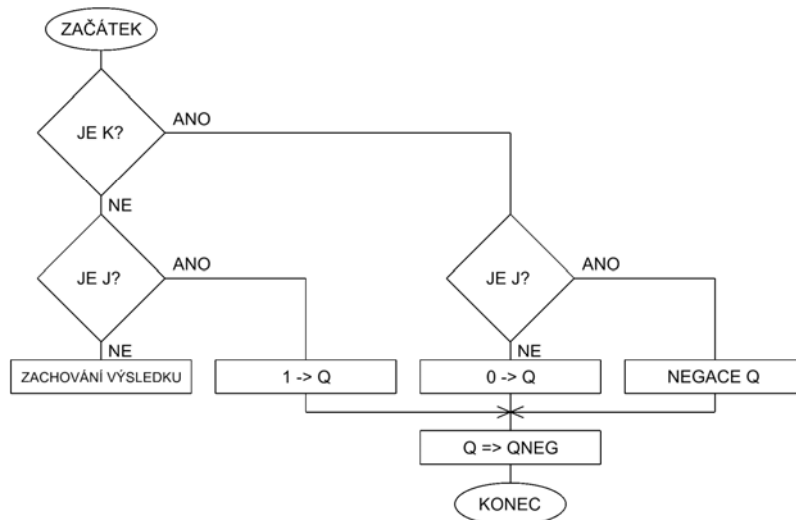 ZAČÁTEK
JE K?
ANO
NE
JE J?
ANO
JE J?
ANO
NE
NE
ZACHOVÁNÍ VÝSLEDKU
1 -> Q
0 -> Q
NEGACE Q
Q => QNEG
KONEC